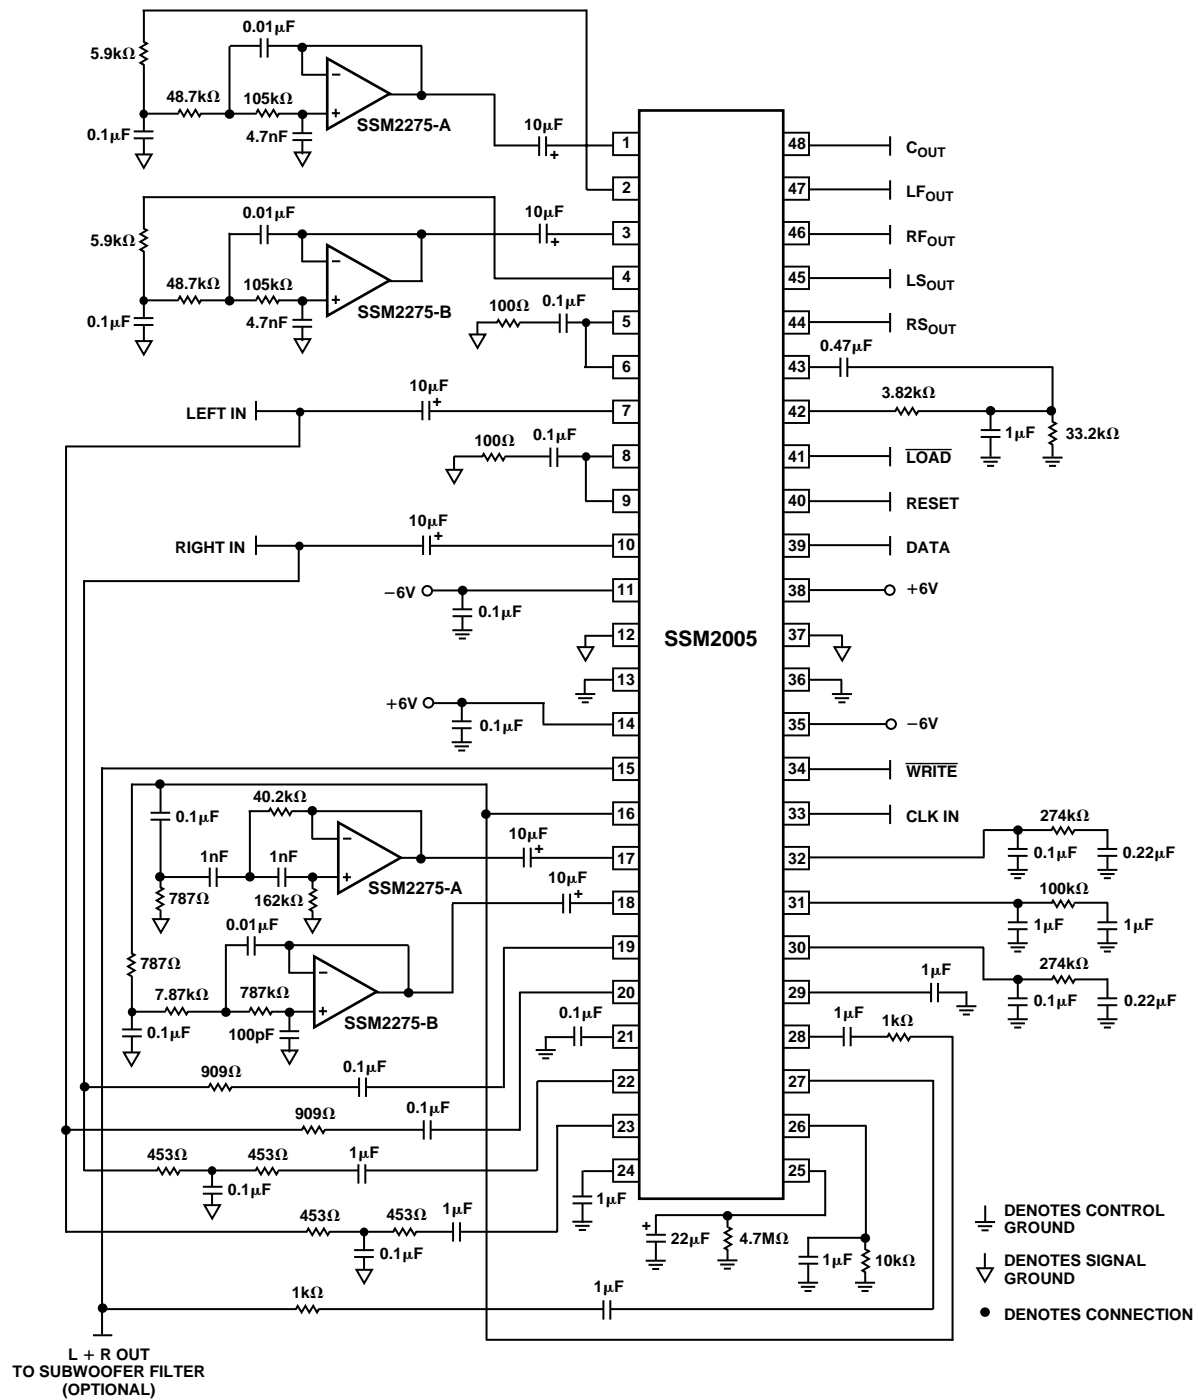 0.01µF
5.9kΩ
48.7kΩ
105kΩ
SSM2275-A
0.1µF
4.7nF
10µF
0.01µF
5.9kΩ
48.7kΩ
105kΩ
SSM2275-B
0.1µF
4.7nF
10µF
100Ω
0.1µF
LEFT IN
10µF
100Ω
0.1µF
RIGHT IN
10µF
−6V
0.1µF
+6V
0.1µF
40.2kΩ
0.1µF
1nF
1nF
SSM2275-A
787Ω
162kΩ
10µF
10µF
0.01µF
787Ω
7.87kΩ
787kΩ
SSM2275-B
0.1µF
100pF
0.1µF
909Ω
0.1µF
909Ω
0.1µF
453Ω
453Ω
1µF
0.1µF
453Ω
453Ω
1µF
0.1µF
1kΩ
1µF
L + R OUT
TO SUBWOOFER FILTER
(OPTIONAL)
1
2
3
4
5
6
7
8
9
10
11
12
13
14
15
16
17
18
19
20
21
22
23
24
1µF
SSM2005
48 COUT
47 LFOUT
46 RFOUT
45 LSOUT
44 RSOUT
43
0.47µF
42
3.82kΩ
1µF
33.2kΩ
41 LOAD
40 RESET
39 DATA
38 +6V
37
36
35 −6V
34 WRITE
33 CLK IN
32
274kΩ
0.1µF
0.22µF
31
100kΩ
1µF
1µF
30
274kΩ
0.1µF
0.22µF
29
1µF
28
1µF
1kΩ
27
26
25
+
22µF
4.7MΩ
1µF
10kΩ
DENOTES CONTROL
GROUND
DENOTES SIGNAL
GROUND
DENOTES CONNECTION